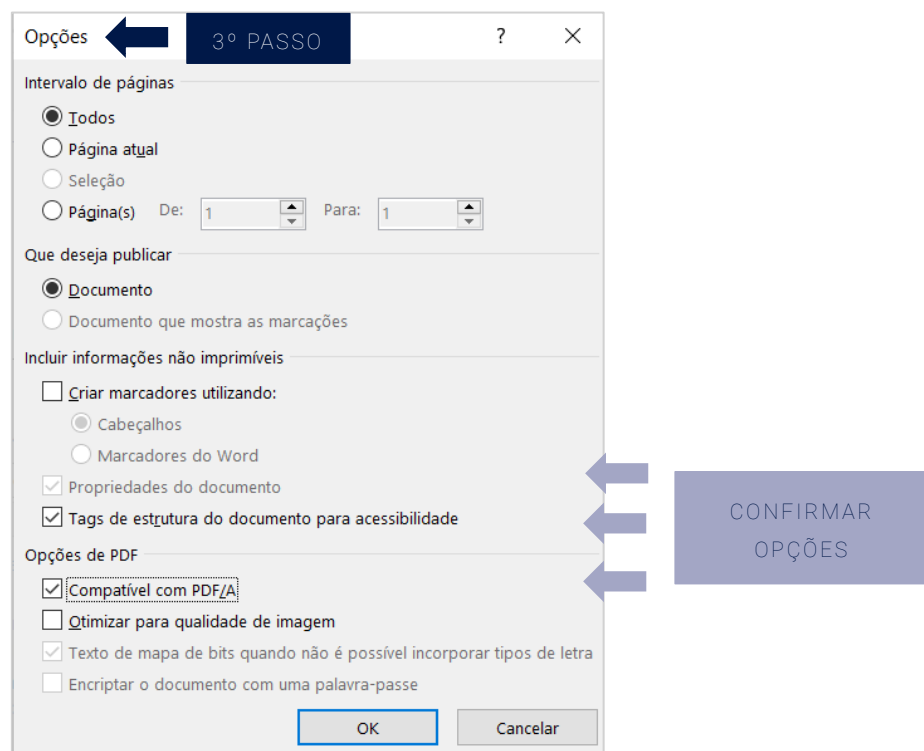 Opções
3º PASSO
?
Intervalo de páginas
Todos
Página atual
Seleção
Página(s) De: 1 Para: 1
Que deseja publicar
Documento
Documento que mostra as marcações
Incluir informações não imprimíveis
Criar marcadores utilizando:
Cabeçalhos
Marcadores do Word
Propriedades do documento
Tags de estrutura do documento para acessibilidade
CONFIRMAR
OPÇÕES
Opções de PDF
Compatível com PDF/A
Otimizar para qualidade de imagem
Texto de mapa de bits quando não é possível incorporar tipos de letra
Encriptar o documento com uma palavra-passe
OK Cancelar